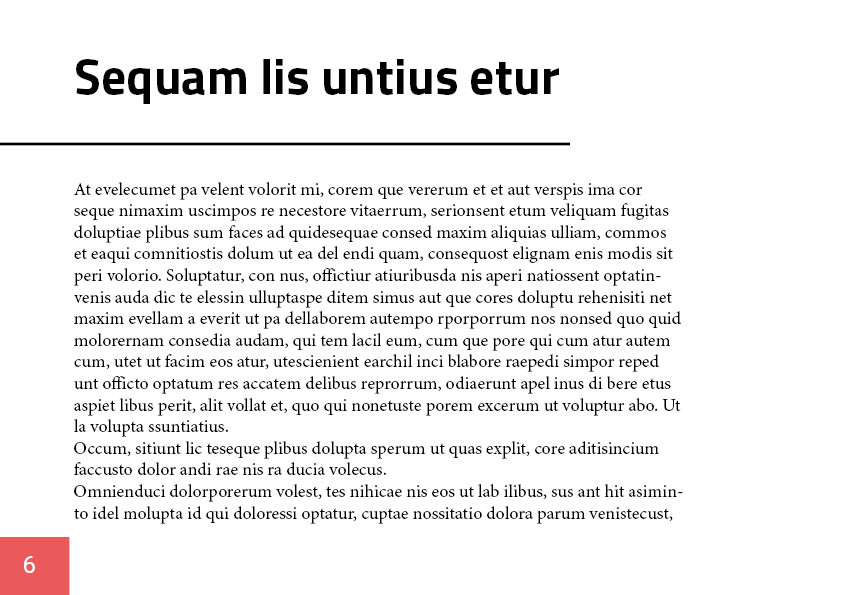 Sequam lis untius etur
At evelecumet pa velent volorit mi, corem que vererum et et aut verspis ima cor
seque nimaxim uscimpos re necestore vitaerrum, serionsent etum veliquam fugitas
doluptiae plibus sum faces ad quidesequae consed maxim aliquias ulliam, commos
et eaqui comnitiostis dolum ut ea del endi quam, consequost elignam enis modis sit
peri volorio. Soluptatur, con nus, offictiur atiuribusda nis aperi natiossent optatin-
venis auda dic te elessin ulluptaspe ditem simus aut que cores doluptu rehenisiti net
maxim evellam a everit ut pa dellaborem autempo rporporrum nos nonsed quo quid
molorernam consedia audam, qui tem lacil eum, cum que pore qui cum atur autem
cum, utet ut facim eos atur, utescienient earchil inci blabore raepedi simpor reped
unt officto optatum res accatem delibus reprorrum, odiaerunt apel inus di bere etus
aspiet libus perit, alit vollat et, quo qui nonetuste porem excerum ut voluptur abo. Ut
la volupta ssuntiatius.
Occum, sitiunt lic teseque plibus dolupta sperum ut quas explit, core aditisincium
faccusto dolor andi rae nis ra ducia volecus.
Omnienduci dolorporerum volest, tes nihicae nis eos ut lab ilibus, sus ant hit asimin-
to idel molupta id qui doloressi optatur, cuptae nossitatio dolora parum venistecust,
6